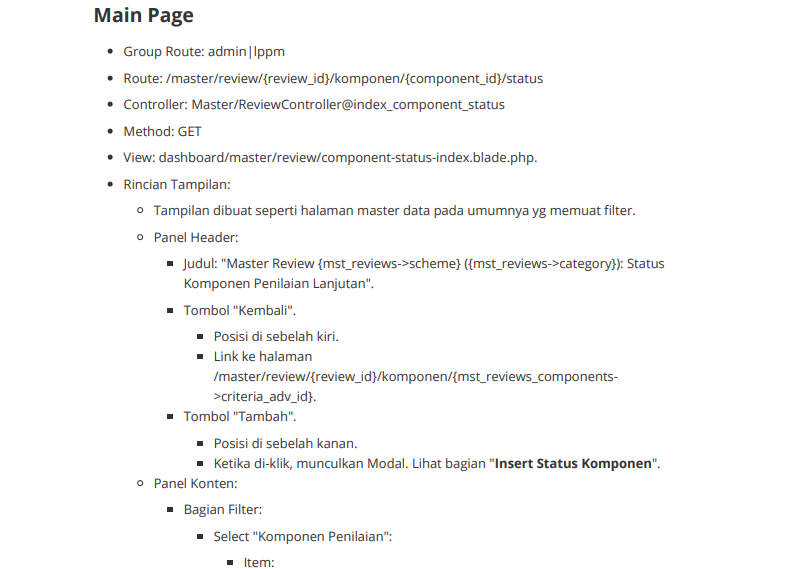 Main Page
Group Route: admin|lppm
Route: /master/review/{review_id}/komponen/{component_id}/status
Controller: Master/ReviewController@index_component_status
Method: GET
View: dashboard/master/review/component-status-index.blade.php.
Rincian Tampilan:
Tampilan dibuat seperti halaman master data pada umumnya yg memuat filter.
Panel Header:
Judul: "Master Review {mst_reviews->scheme} ({mst_reviews->category}): Status
Komponen Penilaian Lanjutan".
Tombol "Kembali".
Posisi di sebelah kiri.
Link ke halaman
/master/review/{review_id}/komponen/{mst_reviews_components-
>criteria_adv_id}.
Tombol "Tambah".
Posisi di sebelah kanan.
Ketika di-klik, munculkan Modal. Lihat bagian "Insert Status Komponen".
Panel Konten:
Bagian Filter:
Select "Komponen Penilaian":
Item: